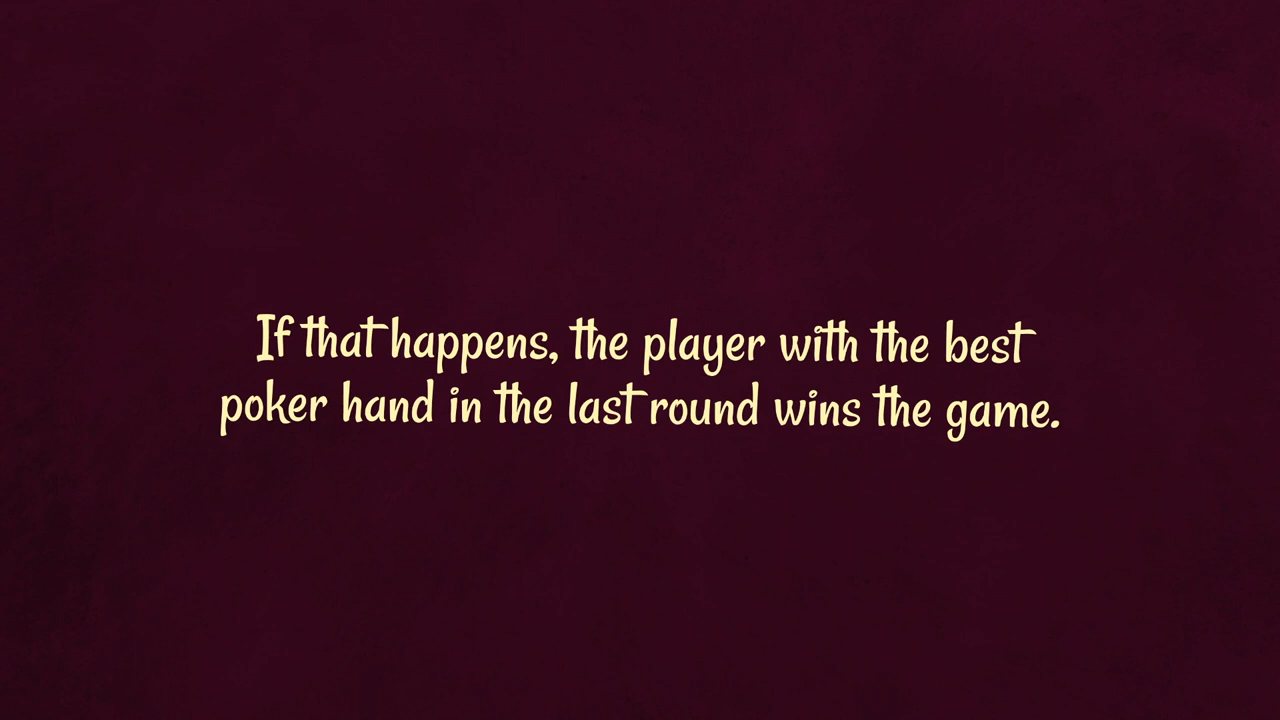 If that happens, the player with the best
poker hand in the last round wins the game.